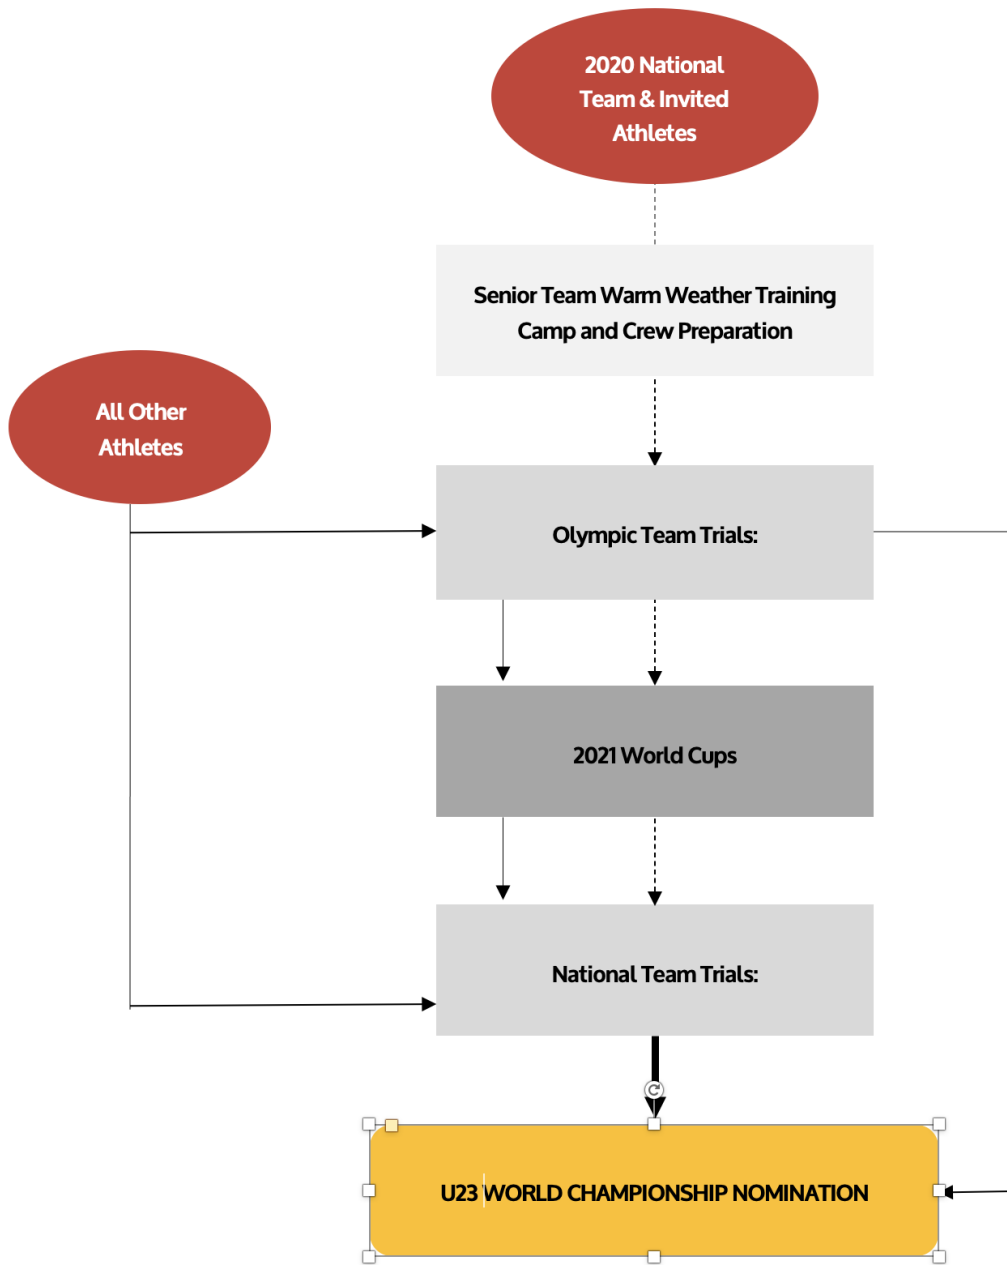 2020 National
Team & Invited
Athletes
Senior Team Warm Weather Training
Camp and Crew Preparation
All Other
Athletes
Olympic Team Trials:
2021 World Cups
National Team Trials:
U23 WORLD CHAMPIONSHIP NOMINATION